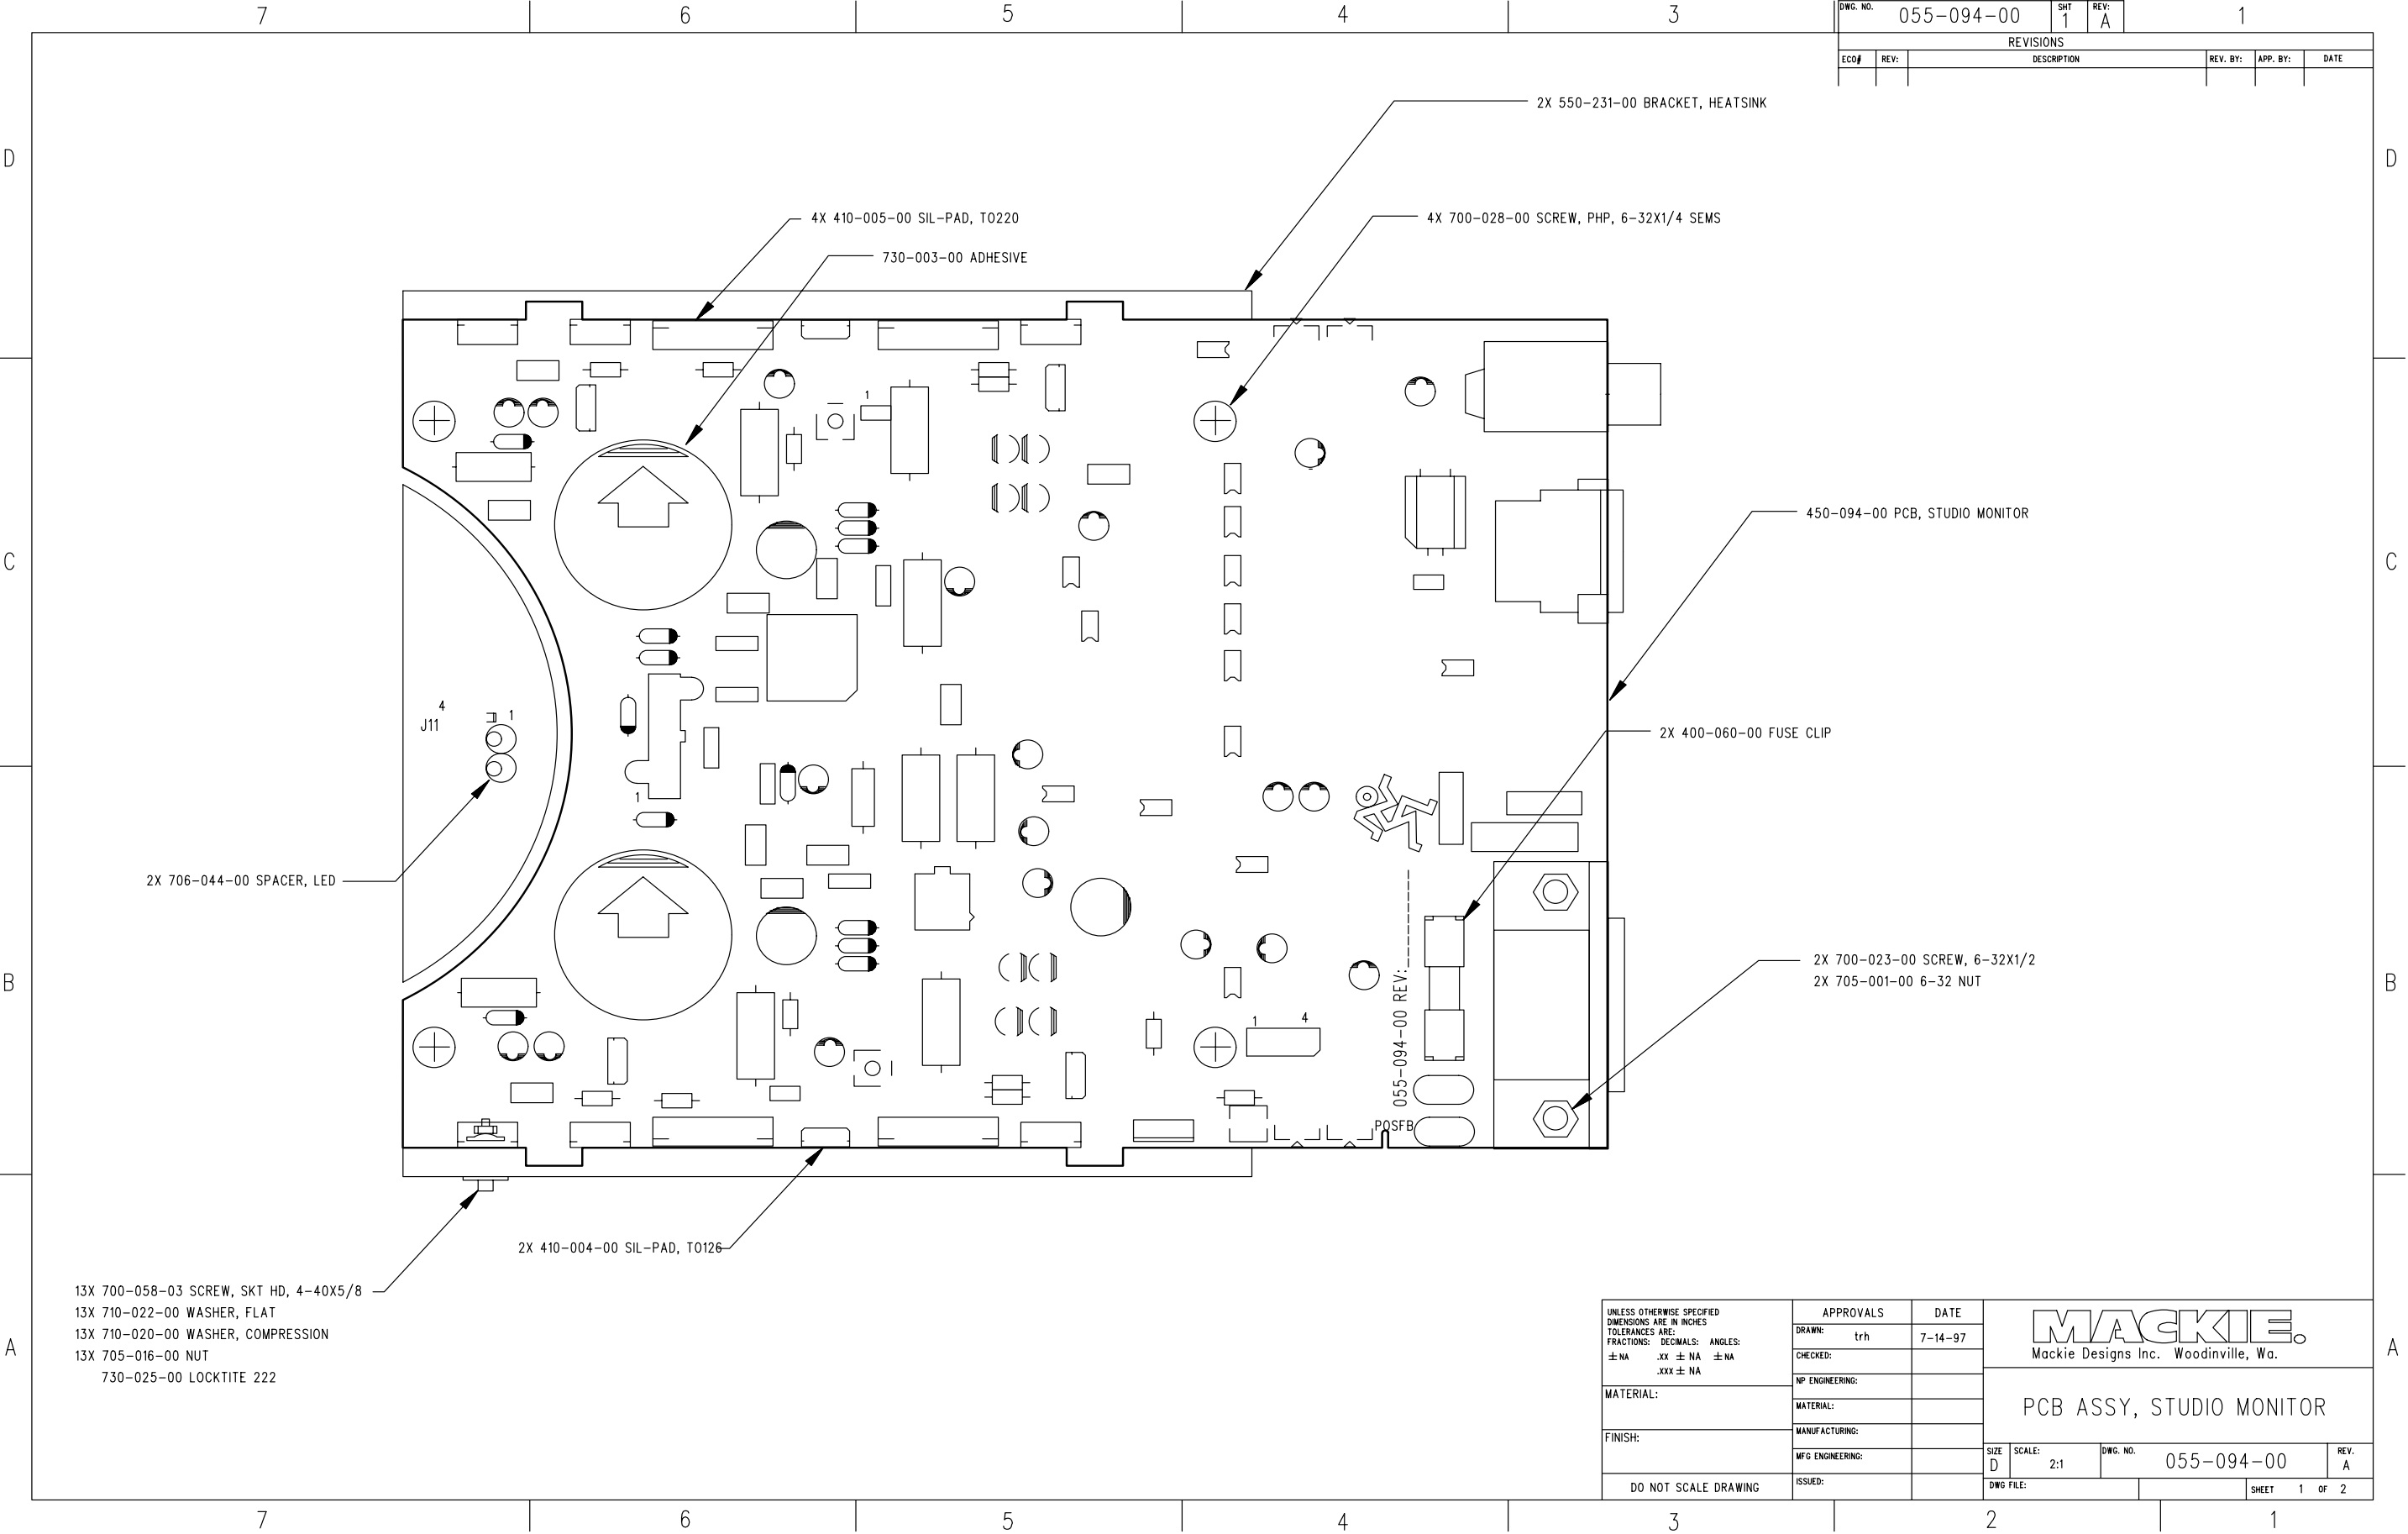 7 6 5 4 3 1
DWG. NO. 055-094-00 SHT 1 REV: A
REVISIONS
ECO# REV: DESCRIPTION REV. BY: APP. BY: DATE
D D
2X 550-231-00 BRACKET, HEATSINK
4X 410-005-00 SIL-PAD, TO220
4X 700-028-00 SCREW, PHP, 6-32X1/4 SEMS
730-003-00 ADHESIVE
1
450-094-00 PCB, STUDIO MONITOR
C C
4
J11 1
2X 400-060-00 FUSE CLIP
1
2X 706-044-00 SPACER, LED
2X 700-023-00 SCREW, 6-32X1/2
2X 705-001-00 6-32 NUT
B B
1 4
055-094-00 REV:__________
POSFB
2X 410-004-00 SIL-PAD, TO126
13X 700-058-03 SCREW, SKT HD, 4-40X5/8
13X 710-022-00 WASHER, FLAT
13X 710-020-00 WASHER, COMPRESSION
13X 705-016-00 NUT
730-025-00 LOCKTITE 222
A A
UNLESS OTHERWISE SPECIFIED
DIMENSIONS ARE IN INCHES
TOLERANCES ARE:
FRACTIONS: DECIMALS: ANGLES:
± NA .XX ± NA ± NA
.XXX ± NA
MATERIAL:
FINISH:
DO NOT SCALE DRAWING
APPROVALS DATE
DRAWN: trh 7-14-97
CHECKED:
NP ENGINEERING:
MATERIAL:
MANUFACTURING:
MFG ENGINEERING:
ISSUED:
MACKIE.
Mackie Designs Inc. Woodinville, Wa.
PCB ASSY, STUDIO MONITOR
SIZE D SCALE: 2:1 DWG. NO. 055-094-00 REV. A
DWG FILE: SHEET 1 OF 2
7 6 5 4 3 2 1